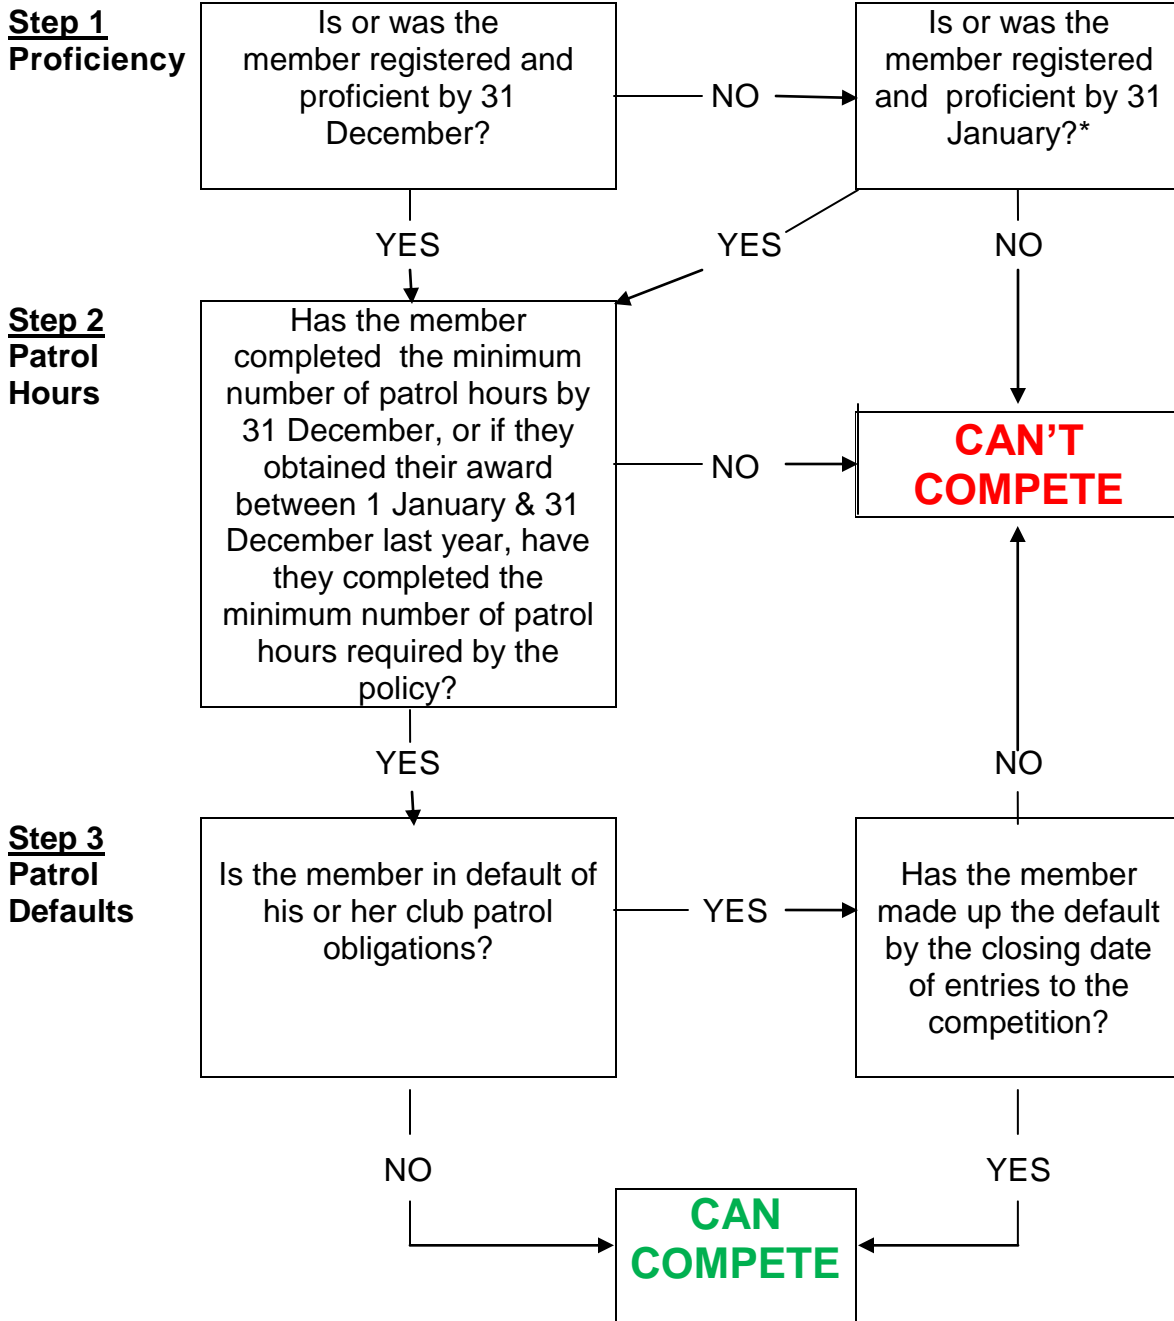 Step 1
Proficiency
Is or was the
member registered and
proficient by 31
December?
NO
Is or was the
member registered
and proficient by 31
January?*
YES
YES
NO
Step 2
Patrol
Hours
Has the member
completed the minimum
number of patrol hours by
31 December, or if they
obtained their award
between 1 January & 31
December last year, have
they completed the
minimum number of patrol
hours required by the
policy?
NO
CAN'T
COMPETE
YES
NO
Step 3
Patrol
Defaults
Is the member in default of
his or her club patrol
obligations?
YES
Has the member
made up the default
by the closing date
of entries to the
competition?
NO
YES
CAN
COMPETE